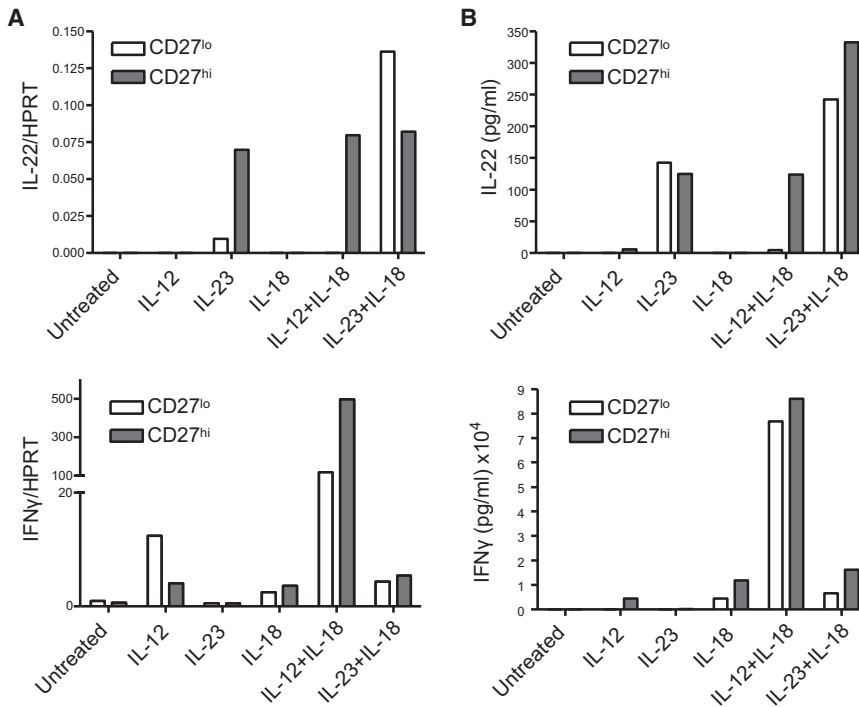 A
IL-22/HPRT
0.150
0.125
0.100
0.075
0.050
0.025
0.000
CD27lo
CD27hi
Untreated
IL-12
IL-23
IL-18
IL-12+IL-18
IL-23+IL-18
B
IL-22 (pg/ml)
350
300
250
200
150
100
50
0
CD27lo
CD27hi
Untreated
IL-12
IL-23
IL-18
IL-12+IL-18
IL-23+IL-18
IFNγ/HPRT
500
300
100
20
0
CD27lo
CD27hi
Untreated
IL-12
IL-23
IL-18
IL-12+IL-18
IL-23+IL-18
IFNγ (pg/ml) x10⁴
9
8
7
6
5
4
3
2
1
0
CD27lo
CD27hi
Untreated
IL-12
IL-23
IL-18
IL-12+IL-18
IL-23+IL-18